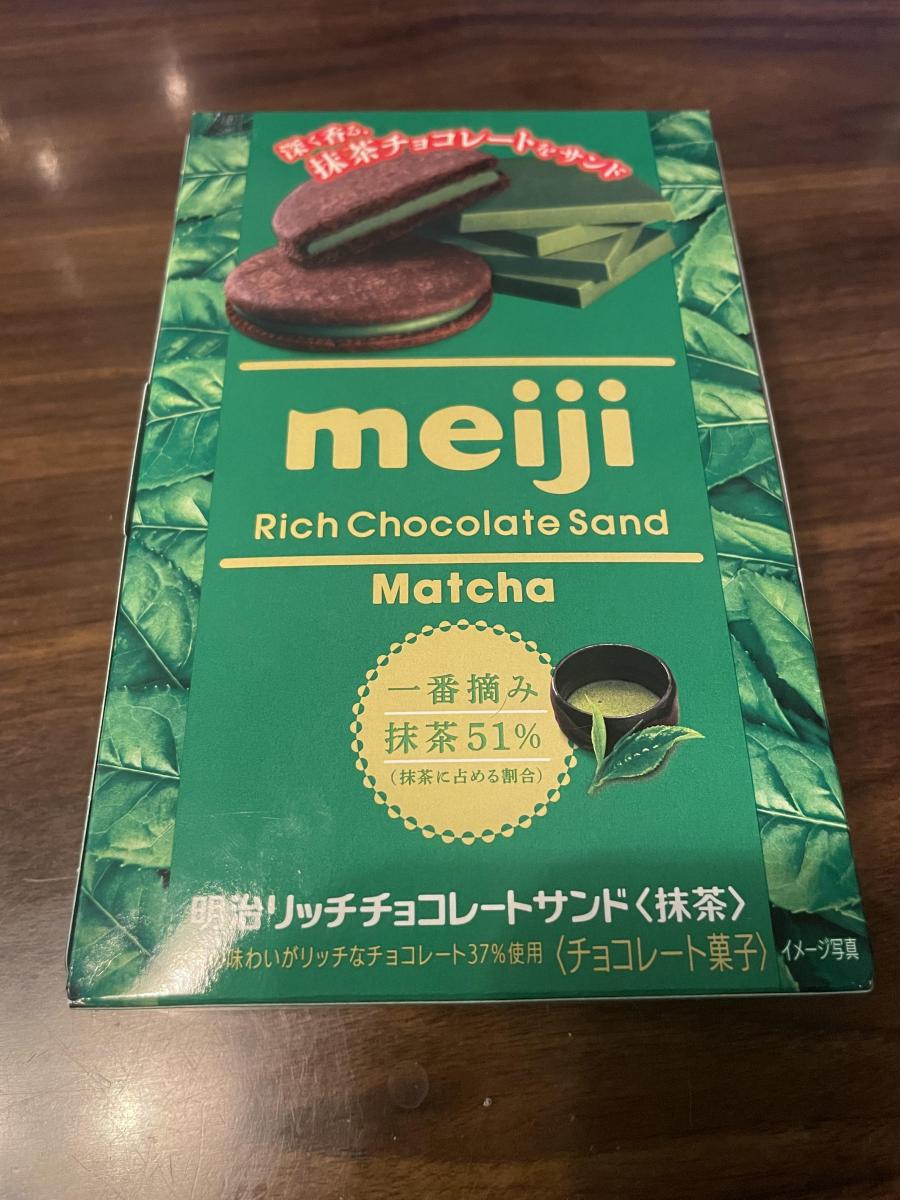 深く香る、
抹茶チョコレートをサンド
meiji
Rich Chocolate Sand
Matcha
一番摘み
抹茶51%
(抹茶に占める割合)
明治リッチチョコレートサンド〈抹茶〉
味わいがリッチなチョコレート37%使用〈チョコレート菓子〉
イメージ写真